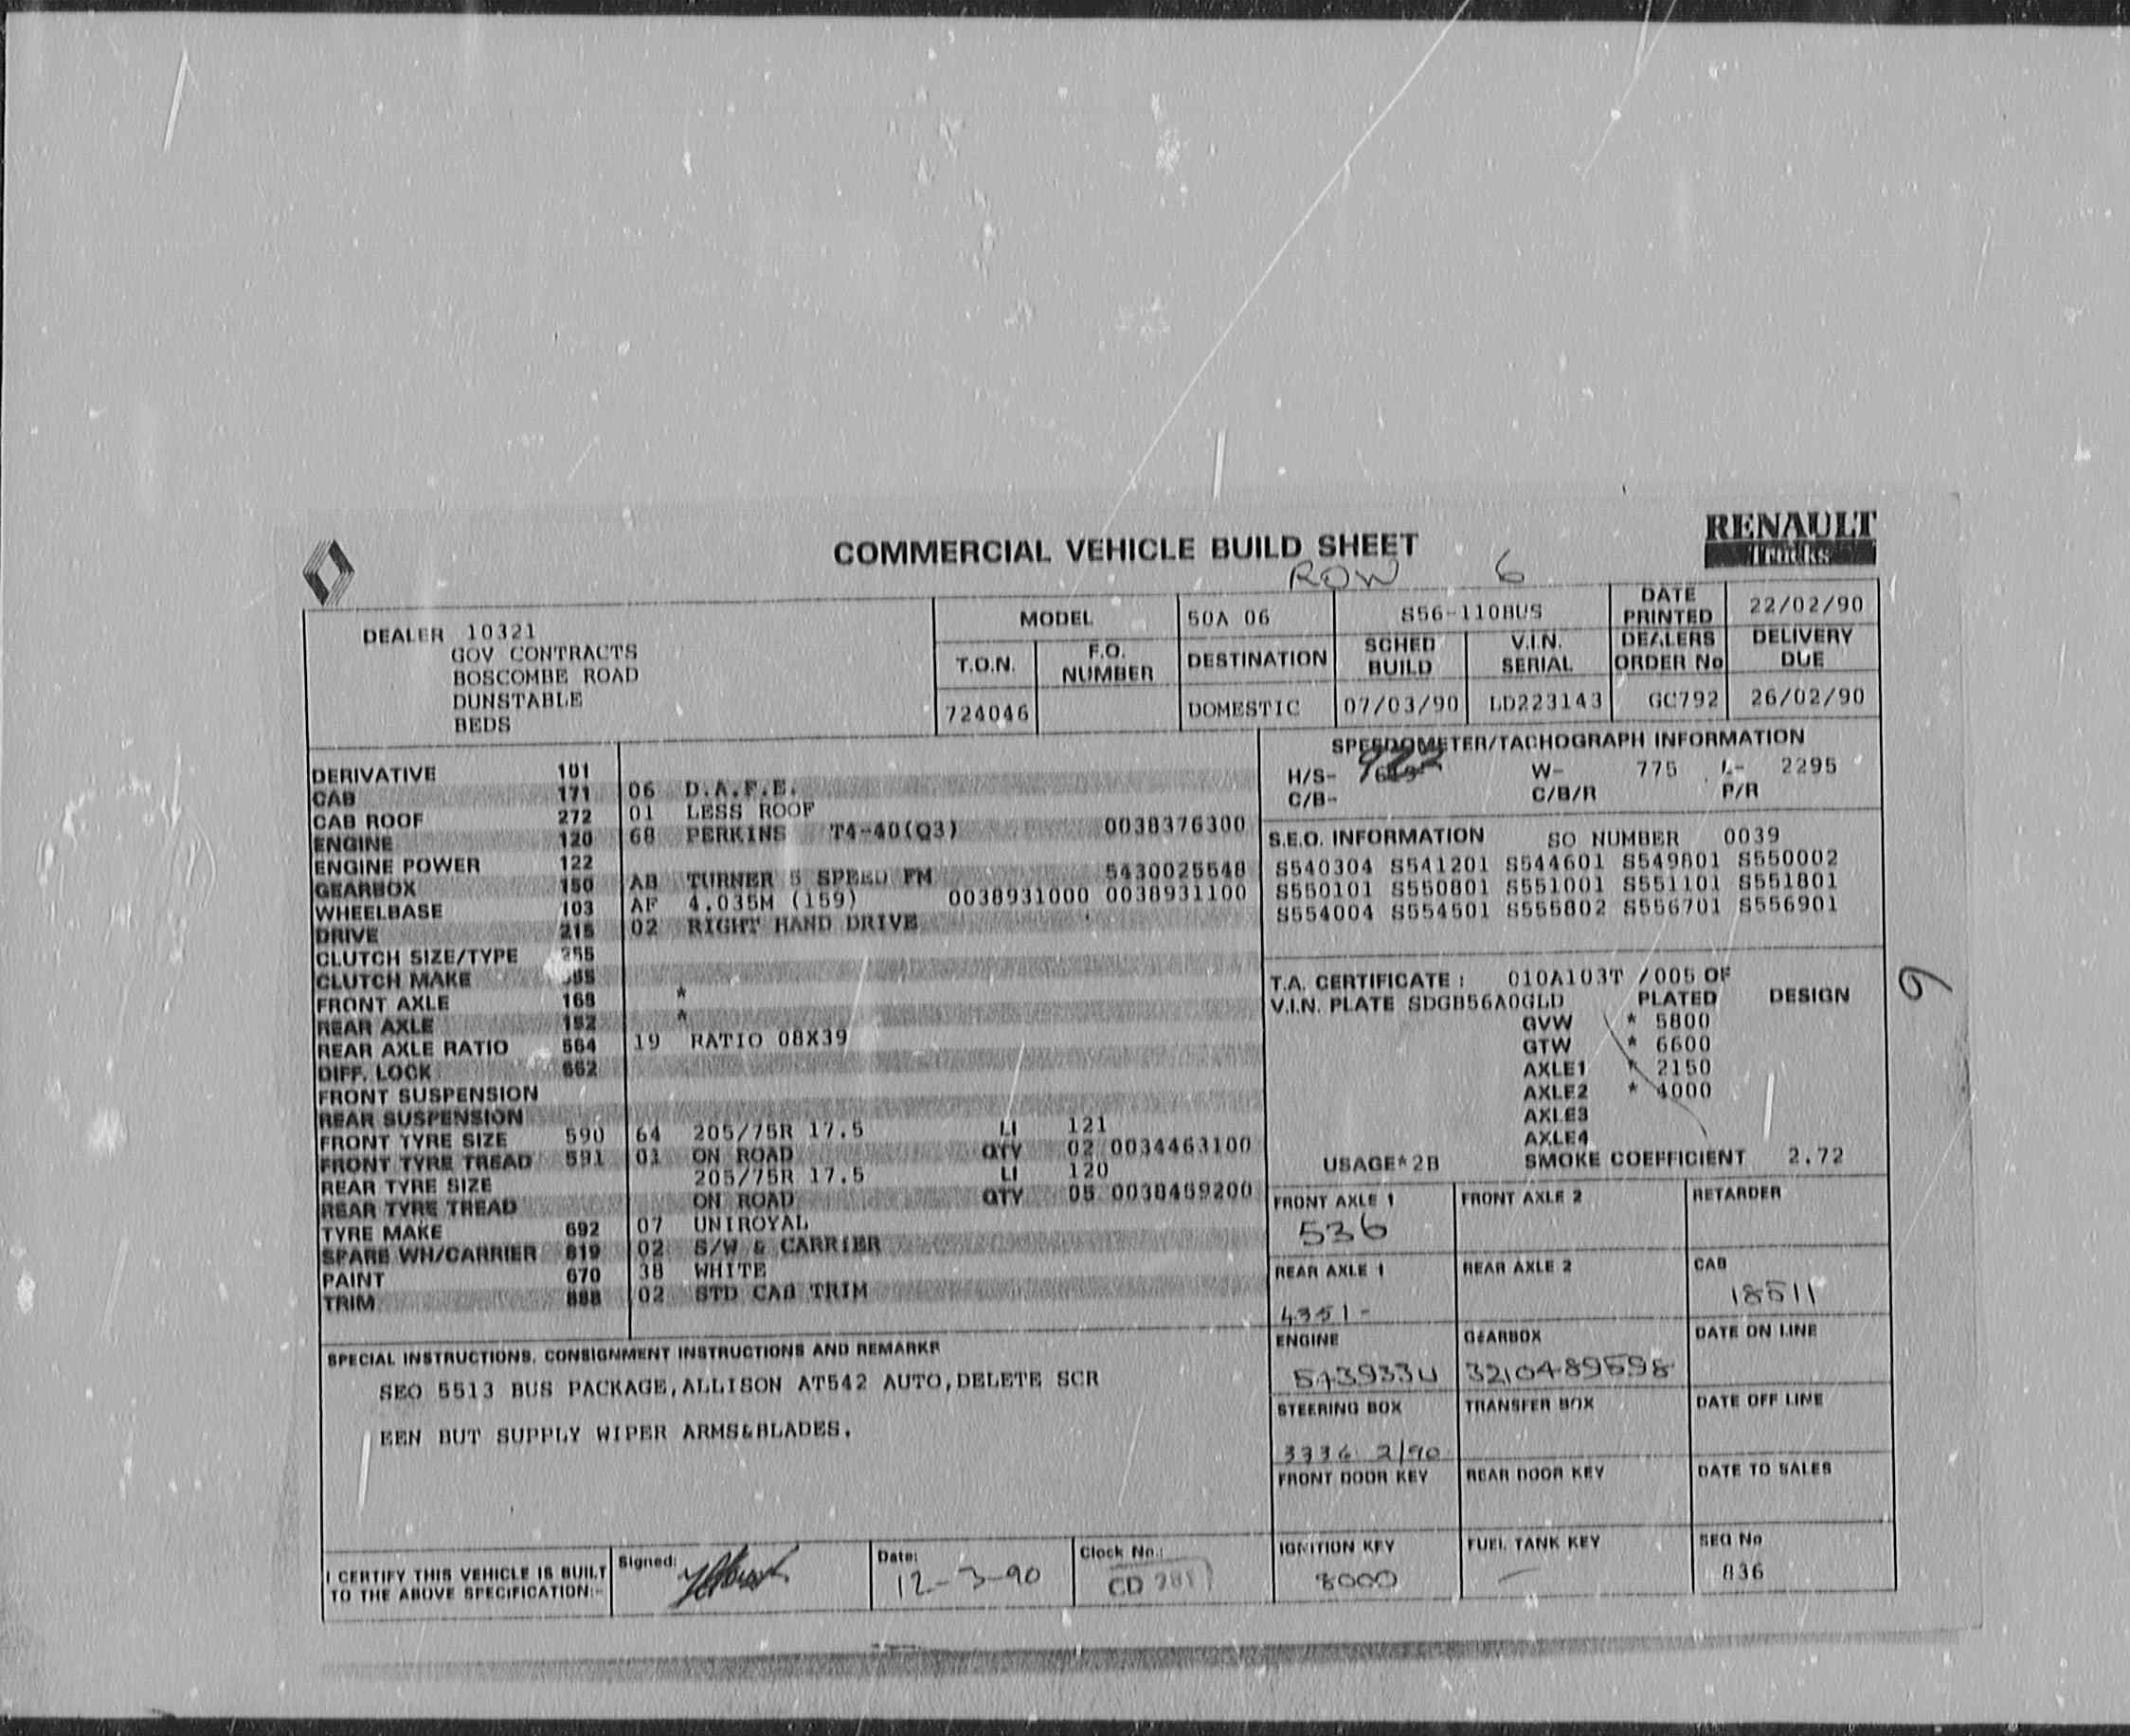 COMMERCIAL VEHICLE BUILD SHEET
RENAULT
Trucks
ROW 6
DEALER 10321
GOV CONTRACTS
BOSCOMBE ROAD
DUNSTABLE
BEDS
MODEL 50A 06 S56-110BUS DATE PRINTED 22/02/90
T.O.N. F.O. NUMBER DESTINATION SCHED BUILD V.I.N. SERIAL DEALERS ORDER No DELIVERY DUE
724046 DOMESTIC 07/03/90 LD223143 GC792 26/02/90
DERIVATIVE 101
CAB 171 06 D.A.F.E.
CAB ROOF 272 01 LESS ROOF
ENGINE 120 68 PERKINS T4-40(Q3) 0038376300
ENGINE POWER 122
GEARBOX 150 AB TURNER 5 SPEED FM 5430025548
WHEELBASE 103 AF 4.035M (159) 0038931000 0038931100
DRIVE 215 02 RIGHT HAND DRIVE
CLUTCH SIZE/TYPE
CLUTCH MAKE
FRONT AXLE 168 *
REAR AXLE 152 *
REAR AXLE RATIO 564 19 RATIO 08X39
DIFF. LOCK 562
FRONT SUSPENSION
REAR SUSPENSION
FRONT TYRE SIZE 590 64 205/75R 17.5 LI 121
FRONT TYRE TREAD 591 01 ON ROAD QTY 02 0034463100
REAR TYRE SIZE 205/75R 17.5 LI 120
REAR TYRE TREAD ON ROAD QTY 05 0038459200
TYRE MAKE 692 07 UNIROYAL
SPARE WH/CARRIER 619 02 S/W & CARRIER
PAINT 670 38 WHITE
TRIM 888 02 STD CAB TRIM
SPEEDOMETER/TACHOGRAPH INFORMATION
H/S- W- 775 L- 2295
C/B- C/B/R P/R
S.E.O. INFORMATION SO NUMBER 0039
S540304 S541201 S544601 S549801 S550002
S550101 S550801 S551001 S551101 S551801
S554004 S554501 S555802 S556701 S556901
T.A. CERTIFICATE : 010A103T /005 OF
V.I.N. PLATE SDGB56A0GLD PLATED DESIGN
GVW * 5800
GTW * 6600
AXLE1 * 2150
AXLE2 * 4000
AXLE3
AXLE4
USAGE*2B SMOKE COEFFICIENT 2.72
6
FRONT AXLE 1 FRONT AXLE 2 RETARDER
536
REAR AXLE 1 REAR AXLE 2 CAB
4351- 18511
ENGINE GEARBOX DATE ON LINE
3210489598
STEERING BOX TRANSFER BOX DATE OFF LINE
3336 2/90
FRONT DOOR KEY REAR DOOR KEY DATE TO SALES
IGNITION KEY FUEL TANK KEY SEQ No
8000 — 836
SPECIAL INSTRUCTIONS, CONSIGNMENT INSTRUCTIONS AND REMARKS
SEO 5513 BUS PACKAGE,ALLISON AT542 AUTO,DELETE SCR
EEN BUT SUPPLY WIPER ARMS&BLADES.
I CERTIFY THIS VEHICLE IS BUILT
TO THE ABOVE SPECIFICATION:-
Signed:
Date: 12-3-90
Clock No.: CD